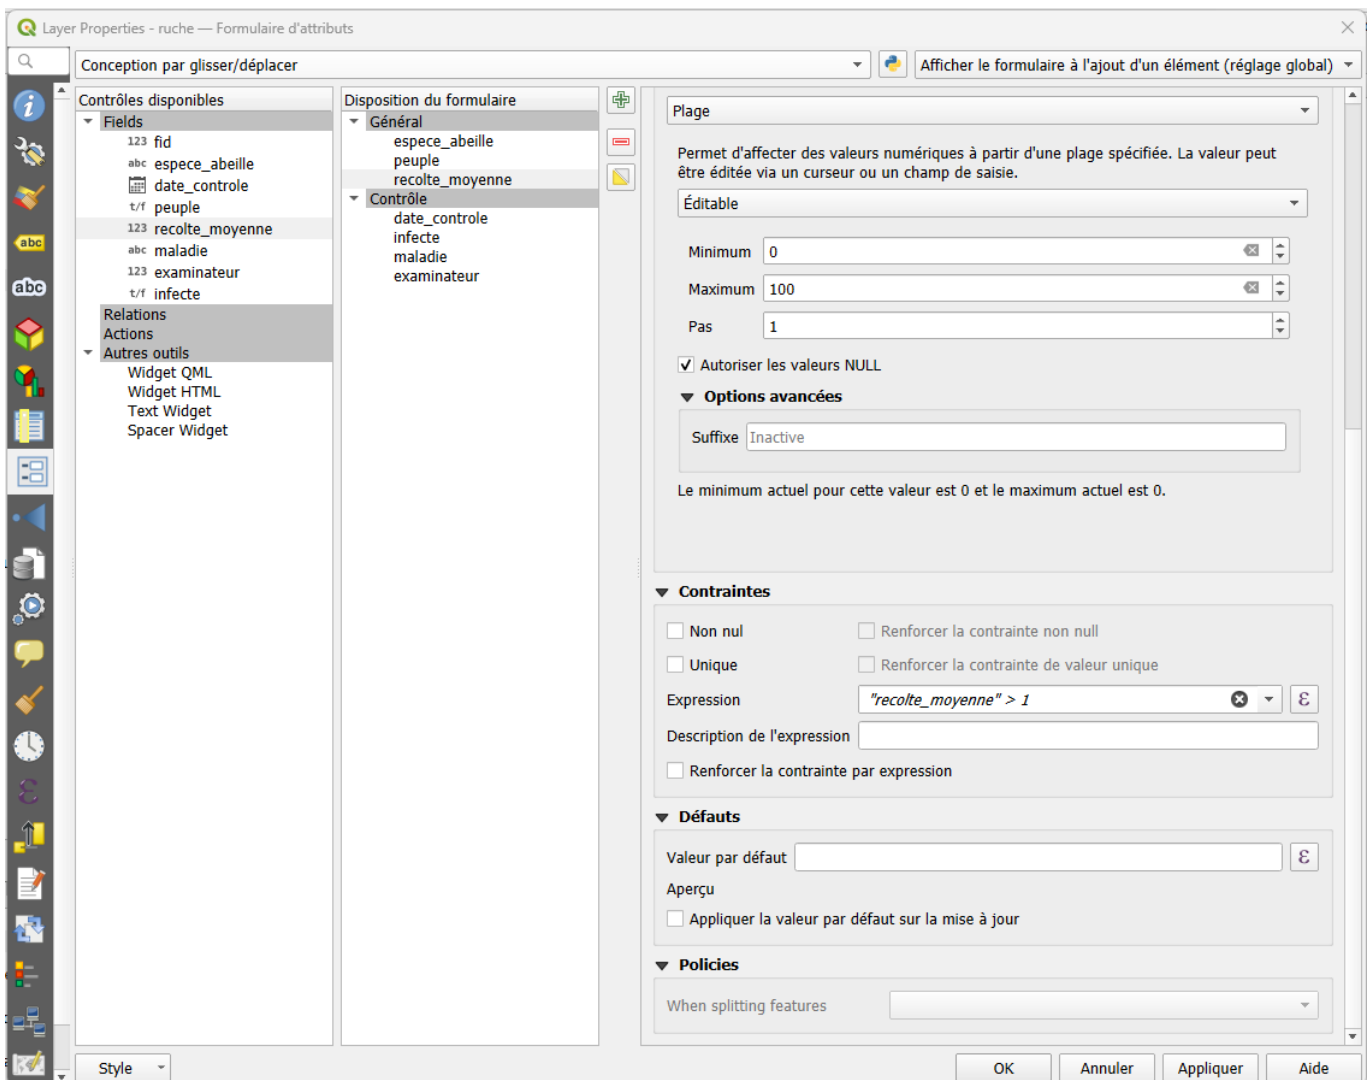 Layer Properties - ruche — Formulaire d'attributs
Conception par glisser/déplacer
Afficher le formulaire à l'ajout d'un élément (réglage global)
Contrôles disponibles
Fields
123 fid
abc espece_abeille
date_controle
t/f peuple
123 recolte_moyenne
abc maladie
123 examinateur
t/f infecte
Relations
Actions
Autres outils
Widget QML
Widget HTML
Text Widget
Spacer Widget
Disposition du formulaire
Général
espece_abeille
peuple
recolte_moyenne
Contrôle
date_controle
infecte
maladie
examinateur
Plage
Permet d'affecter des valeurs numériques à partir d'une plage spécifiée. La valeur peut
être éditée via un curseur ou un champ de saisie.
Éditable
Minimum 0
Maximum 100
Pas 1
Autoriser les valeurs NULL
Options avancées
Suffixe Inactive
Le minimum actuel pour cette valeur est 0 et le maximum actuel est 0.
Contraintes
Non nul Renforcer la contrainte non null
Unique Renforcer la contrainte de valeur unique
Expression "recolte_moyenne" > 1 ε
Description de l'expression
Renforcer la contrainte par expression
Défauts
Valeur par défaut ε
Aperçu
Appliquer la valeur par défaut sur la mise à jour
Policies
When splitting features
abc
abc
ε
Style
OK Annuler Appliquer Aide